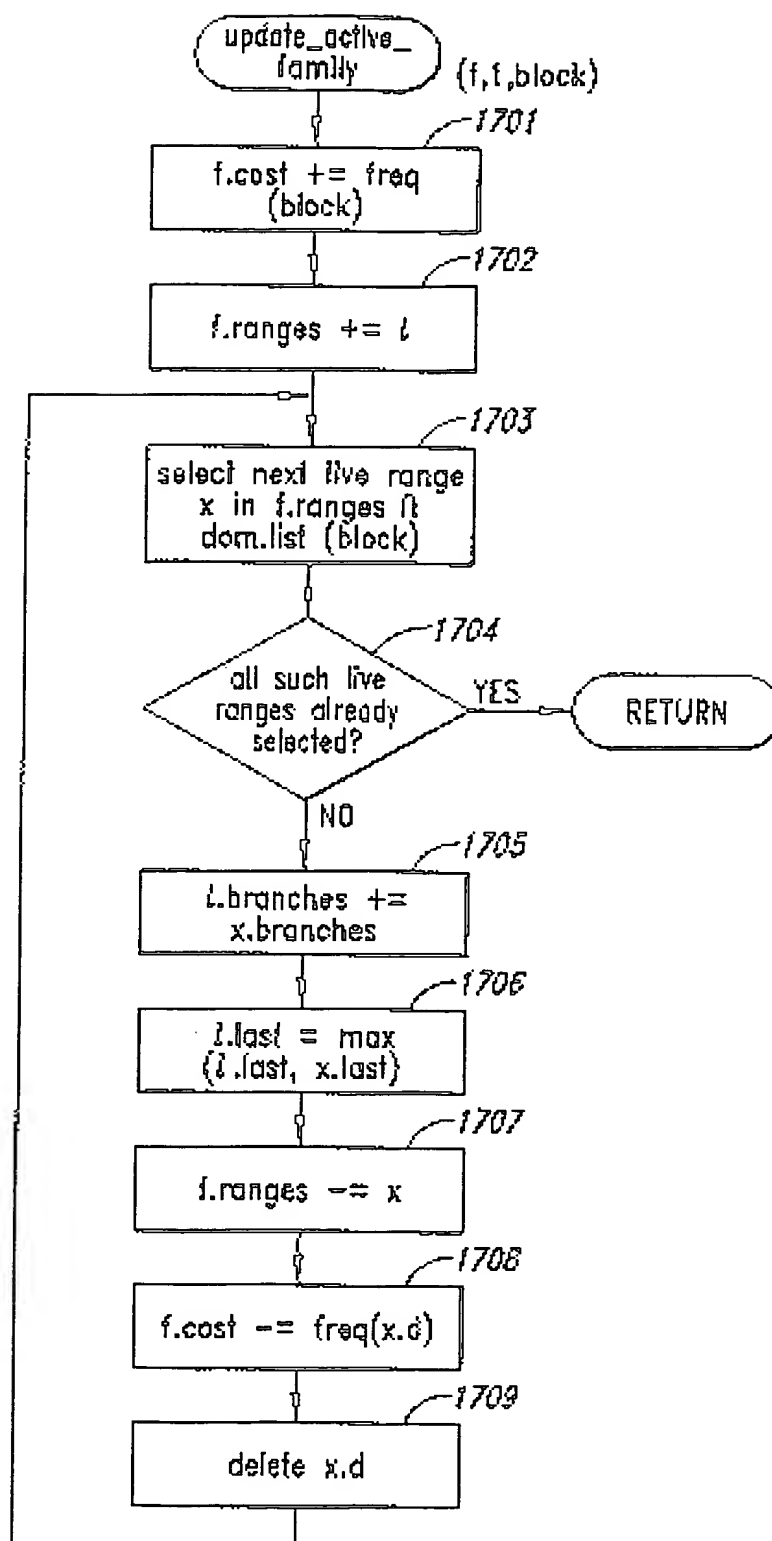 update_active_
family
(f,l,block)
1701
f.cost += freq
(block)
1702
f.ranges += l
1703
select next live range
x in f.ranges ∩
dom.list (block)
1704
all such live
ranges already
selected?
YES
RETURN
NO
1705
l.branches +=
x.branches
1706
l.last = max
{l.last, x.last}
1707
f.ranges -= x
1708
f.cost -= freq(x.d)
1709
delete x.d